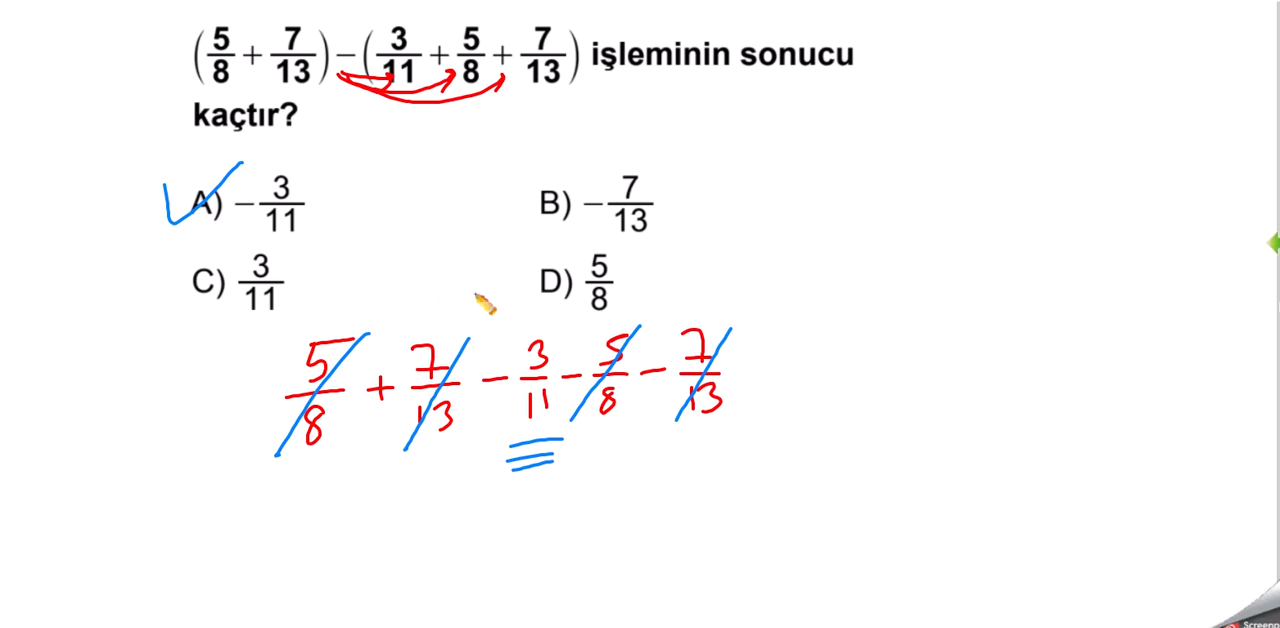 (5/8 + 7/13) − (3/11 + 5/8 + 7/13) işleminin sonucu
kaçtır?
A) −3/11 B) −7/13
C) 3/11 D) 5/8
5/8 + 7/13 − 3/11 − 5/8 − 7/13